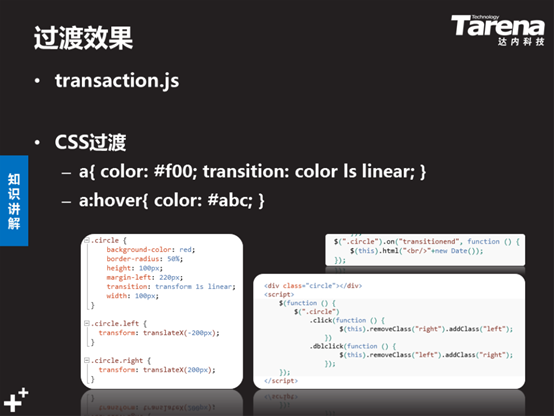 过渡效果
Technology
Tarena
达内科技
• transaction.js
• CSS过渡
– a{ color: #f00; transition: color ls linear; }
– a:hover{ color: #abc; }
知识讲解
.circle {
background-color: red;
border-radius: 50%;
height: 100px;
margin-left: 220px;
transition: transform 1s linear;
width: 100px;
}
.circle.left {
transform: translateX(-200px);
}
.circle.right {
transform: translateX(200px);
}
});
$(".circle").on("transitionend", function () {
$(this).html("<br/>"+new Date());
});
<div class="circle"></div>
<script>
$(function () {
$(".circle")
.click(function () {
$(this).removeClass("right").addClass("left");
})
.dblclick(function () {
$(this).removeClass("left").addClass("right");
});
});
</script>